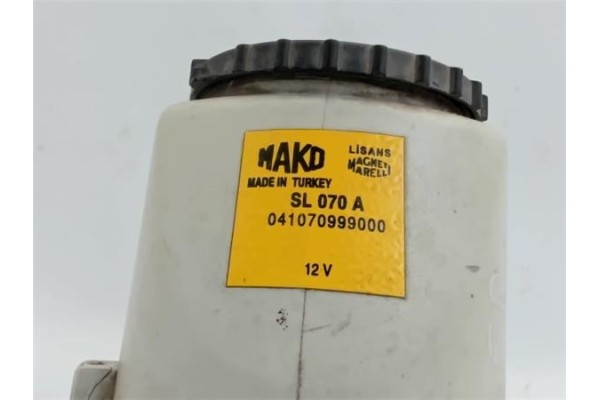 MAKO
LİSANS
MAGNETI
MARELLI
MADE IN TURKEY
SL 070 A
041070999000
12 V